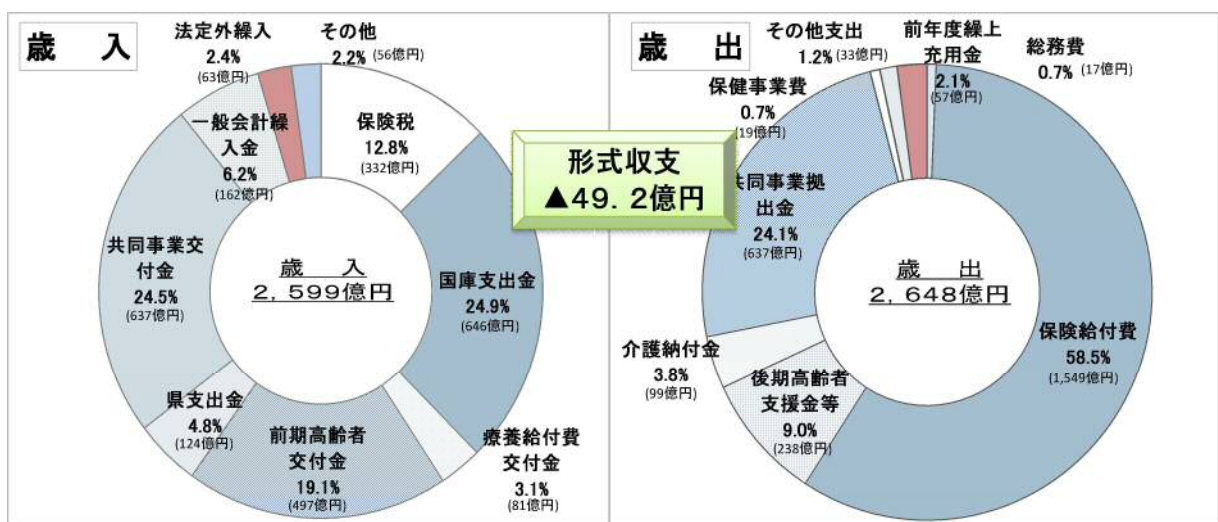 歳 入
法定外繰入
2.4%
(63億円)
その他
2.2% (56億円)
保険税
12.8%
(332億円)
国庫支出金
24.9%
(646億円)
療養給付費
交付金
3.1%
(81億円)
前期高齢者
交付金
19.1%
(497億円)
県支出金
4.8%
(124億円)
共同事業交
付金
24.5%
(637億円)
一般会計繰
入金
6.2%
(162億円)
歳 入
2，599億円
形式収支
▲49．2億円
歳 出
その他支出
1.2% (33億円)
前年度繰上
充用金
2.1%
(57億円)
総務費
0.7% (17億円)
保健事業費
0.7%
(19億円)
共同事業拠
出金
24.1%
(637億円)
介護納付金
3.8%
(99億円)
後期高齢者
支援金等
9.0%
(238億円)
保険給付費
58.5%
(1,549億円)
歳 出
2，648億円